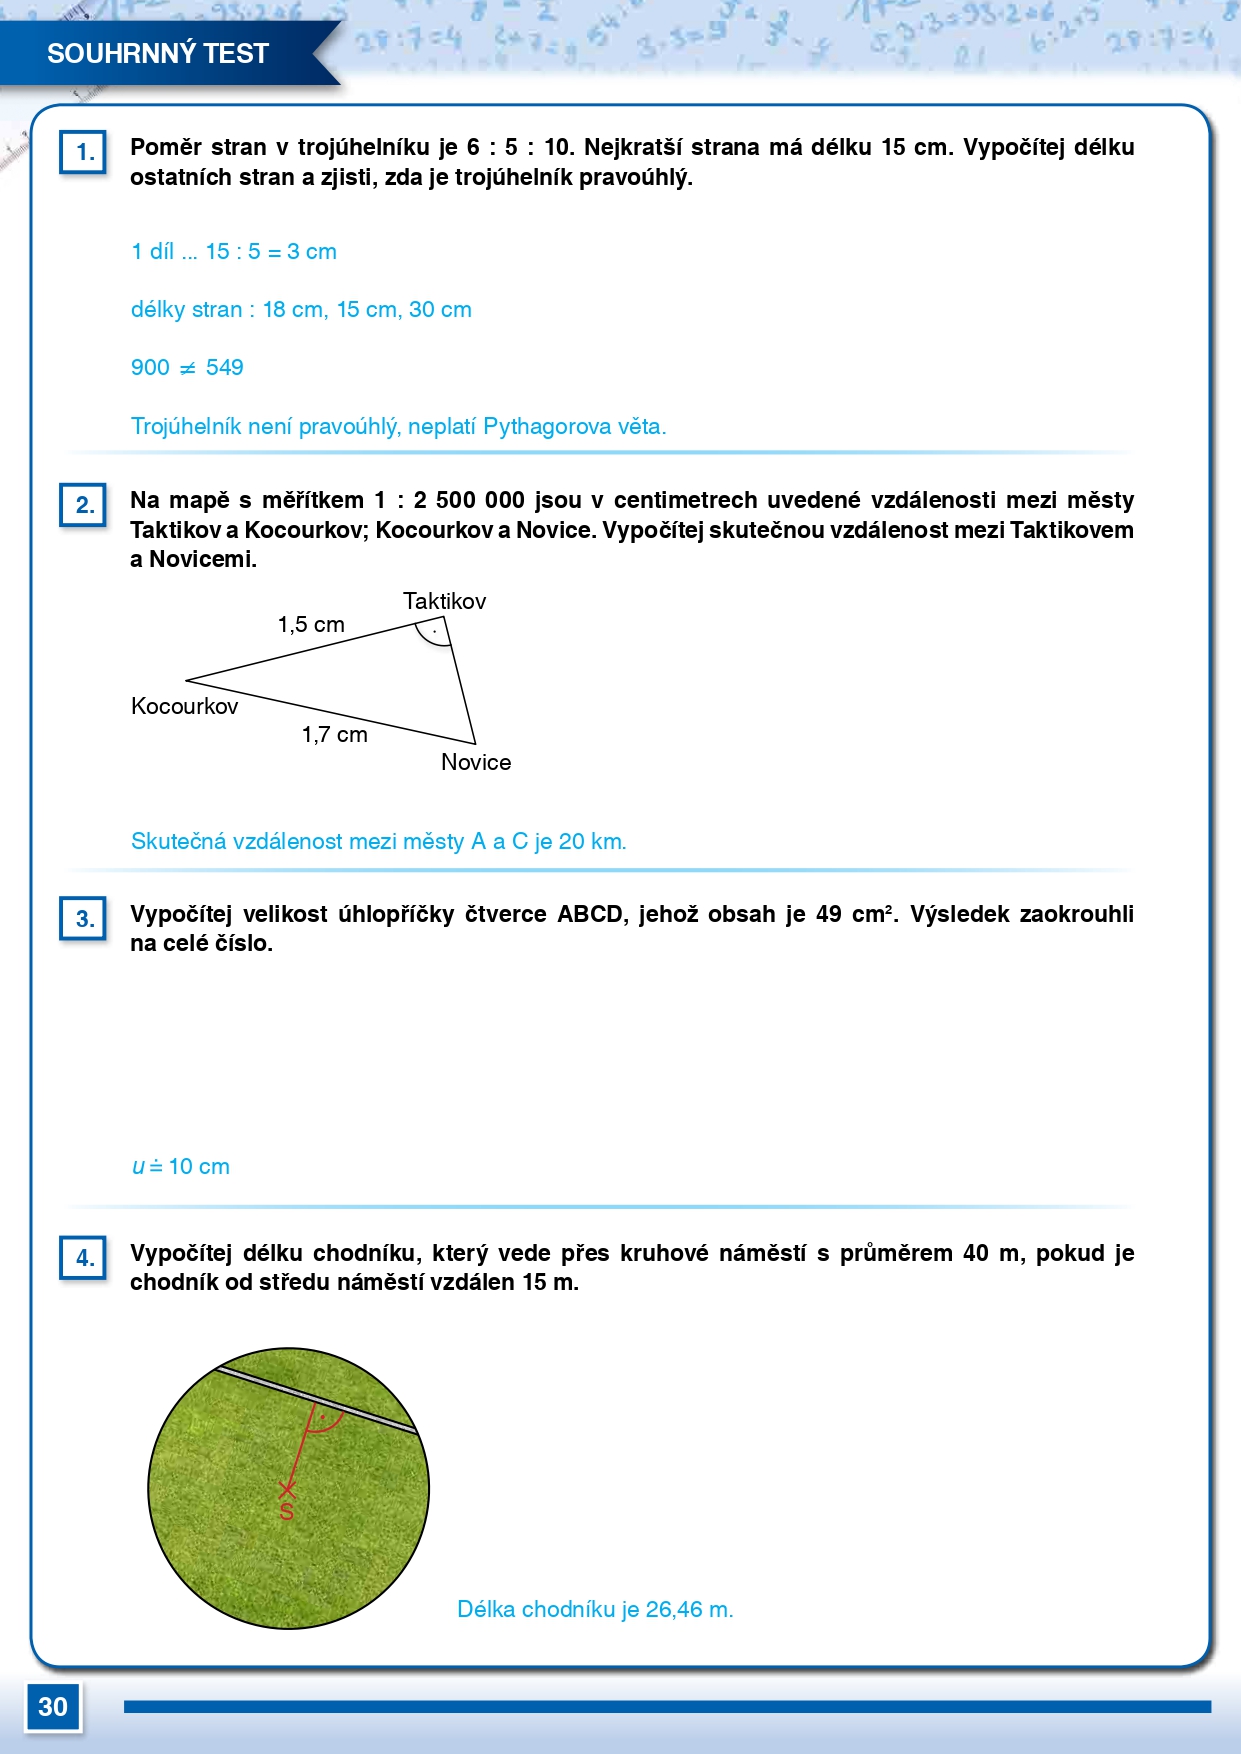 SOUHRNNÝ TEST
1.
Poměr stran v trojúhelníku je 6 : 5 : 10. Nejkratší strana má délku 15 cm. Vypočítej délku
ostatních stran a zjisti, zda je trojúhelník pravoúhlý.
1 díl ... 15 : 5 = 3 cm
délky stran : 18 cm, 15 cm, 30 cm
900 ≠ 549
Trojúhelník není pravoúhlý, neplatí Pythagorova věta.
2.
Na mapě s měřítkem 1 : 2 500 000 jsou v centimetrech uvedené vzdálenosti mezi městy
Taktikov a Kocourkov; Kocourkov a Novice. Vypočítej skutečnou vzdálenost mezi Taktikovem
a Novicemi.
Taktikov
1,5 cm
Kocourkov
1,7 cm
Novice
Skutečná vzdálenost mezi městy A a C je 20 km.
3.
Vypočítej velikost úhlopříčky čtverce ABCD, jehož obsah je 49 cm². Výsledek zaokrouhli
na celé číslo.
u ≐ 10 cm
4.
Vypočítej délku chodníku, který vede přes kruhové náměstí s průměrem 40 m, pokud je
chodník od středu náměstí vzdálen 15 m.
S
Délka chodníku je 26,46 m.
30